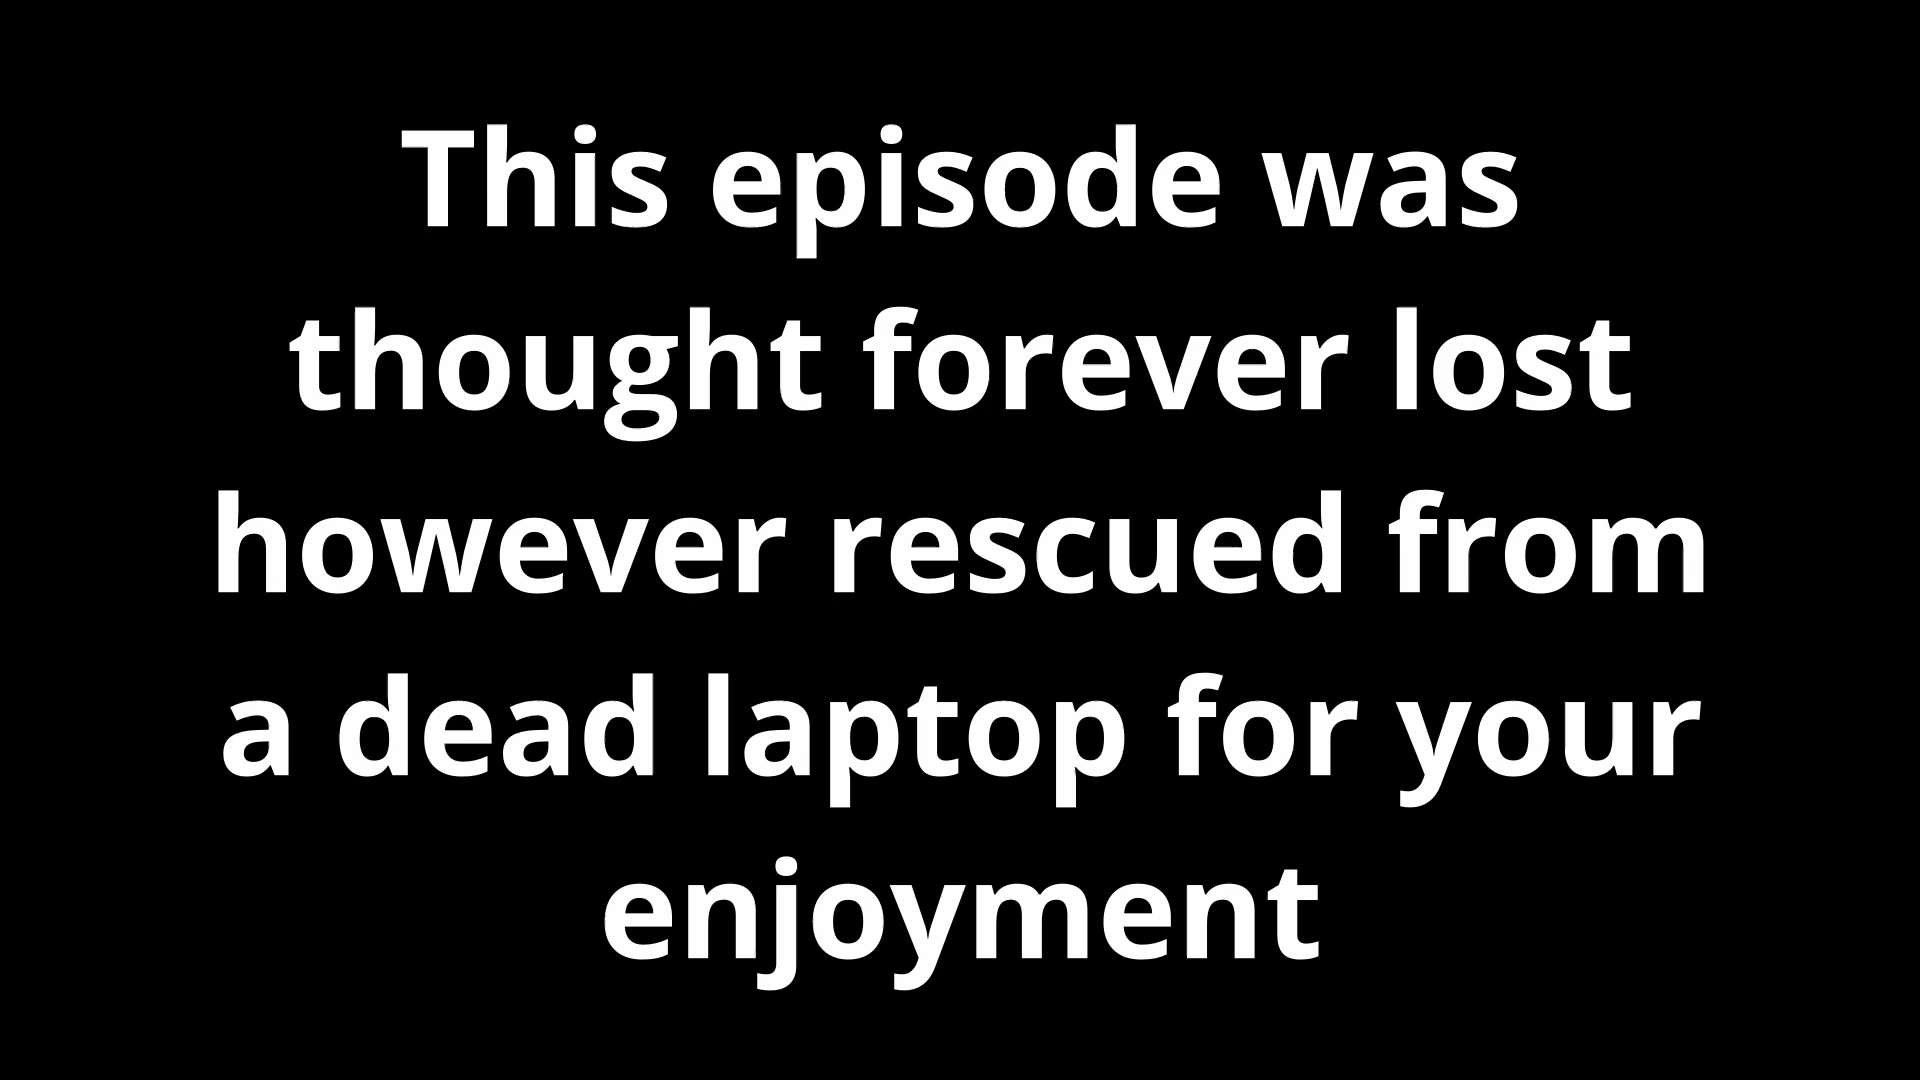 This episode was
thought forever lost
however rescued from
a dead laptop for your
enjoyment